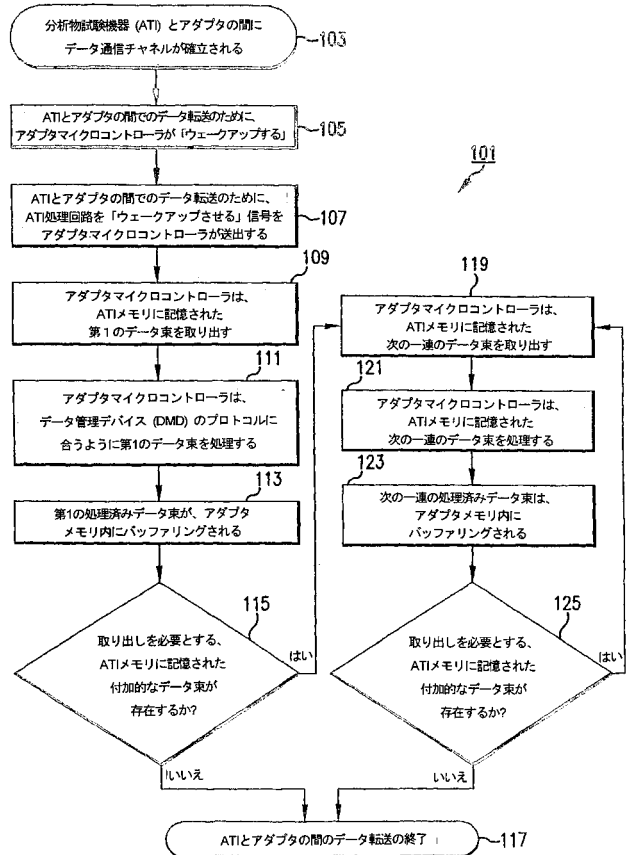 分析物試験機器 (ATI) とアダプタの間に
データ通信チャネルが確立される
103
ATIとアダプタの間でのデータ転送のために、
アダプタマイクロコントローラが「ウェークアップする」
105
101
ATIとアダプタの間でのデータ転送のために、
ATI処理回路を「ウェークアップさせる」信号を
アダプタマイクロコントローラが送出する
107
109
アダプタマイクロコントローラは、
ATIメモリに記憶された
第1のデータ束を取り出す
111
アダプタマイクロコントローラは、
データ管理デバイス (DMD) のプロトコルに
合うように第1のデータ束を処理する
113
第1の処理済みデータ束が、アダプタ
メモリ内にバッファリングされる
115
取り出しを必要とする、
ATIメモリに記憶された
付加的なデータ束が
存在するか?
はい
いいえ
119
アダプタマイクロコントローラは、
ATIメモリに記憶された
次の一連のデータ束を取り出す
121
アダプタマイクロコントローラは、
ATIメモリに記憶された
次の一連のデータ束を処理する
123
次の一連の処理済みデータ束は、
アダプタメモリ内に
バッファリングされる
125
取り出しを必要とする、
ATIメモリに記憶された
付加的なデータ束が
存在するか?
はい
いいえ
ATIとアダプタの間のデータ転送の終了
117